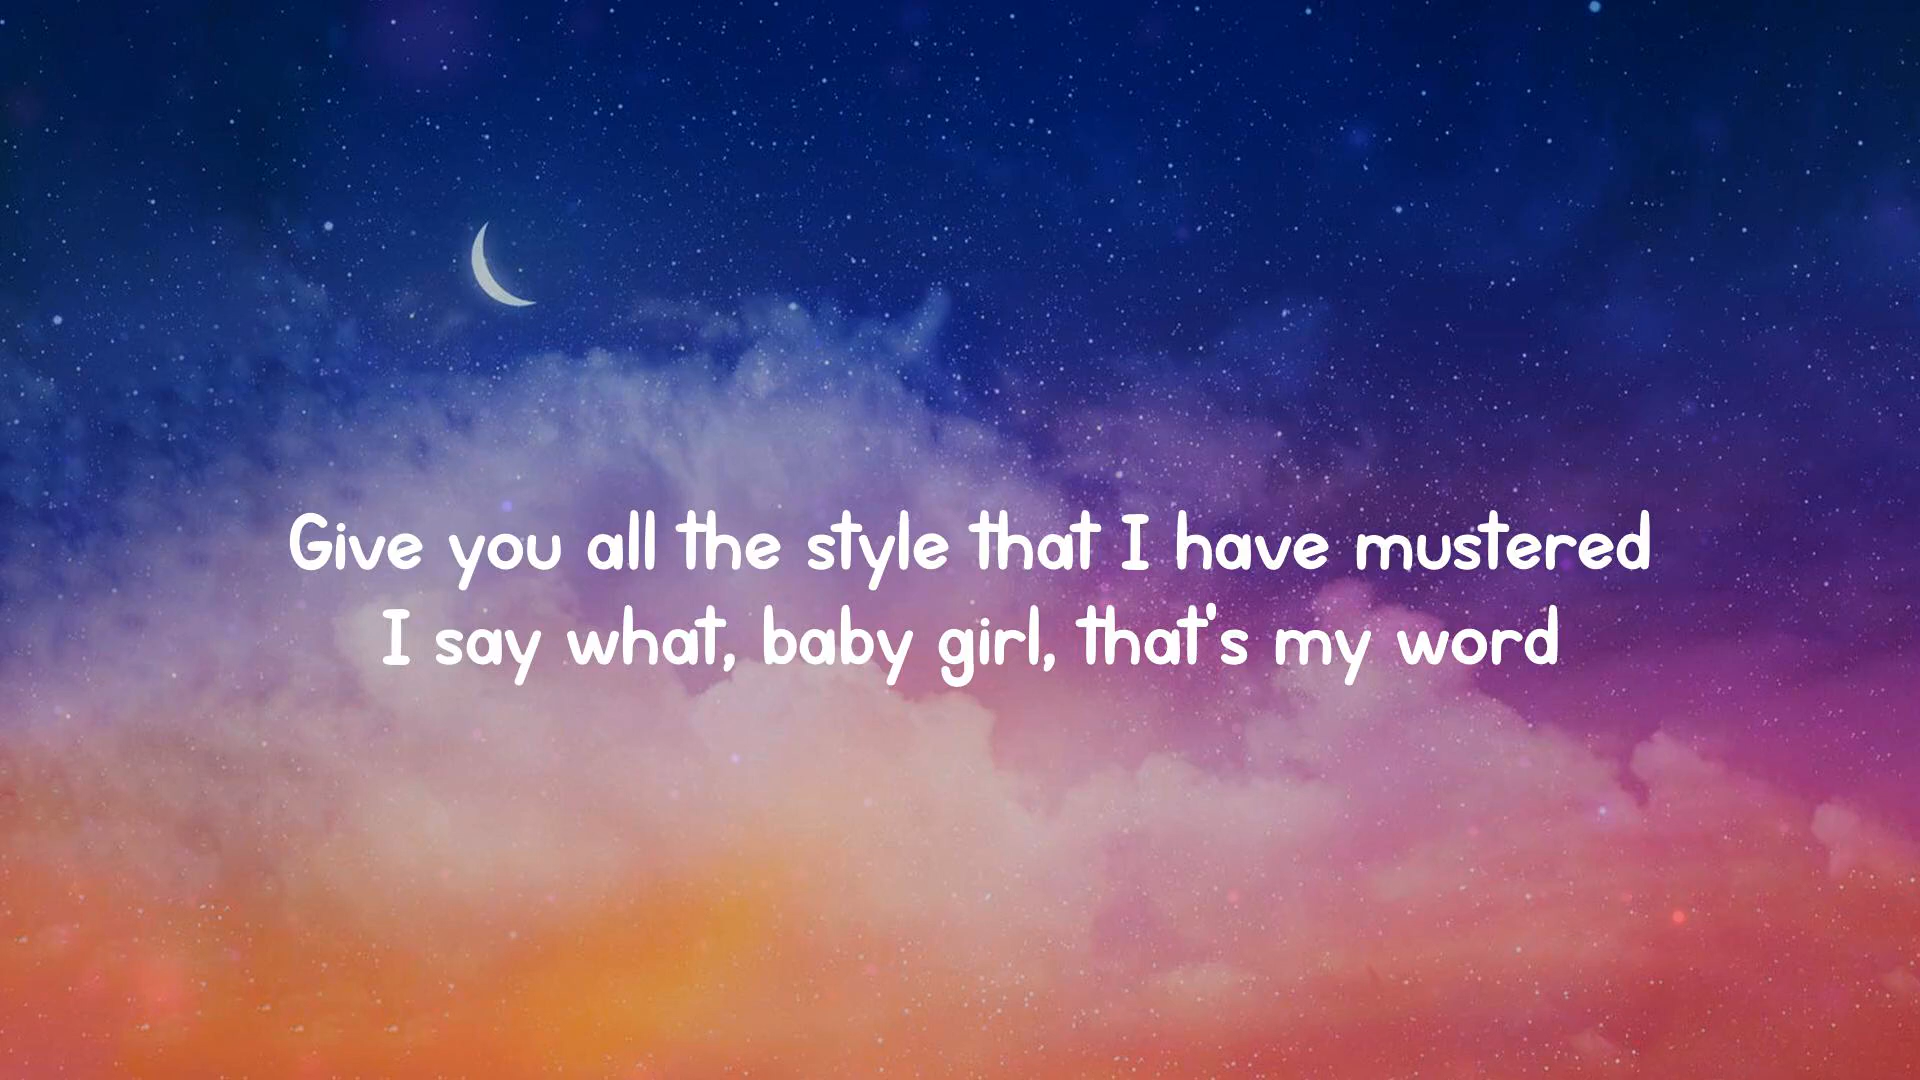 Give you all the style that I have mustered
I say what, baby girl, that's my word